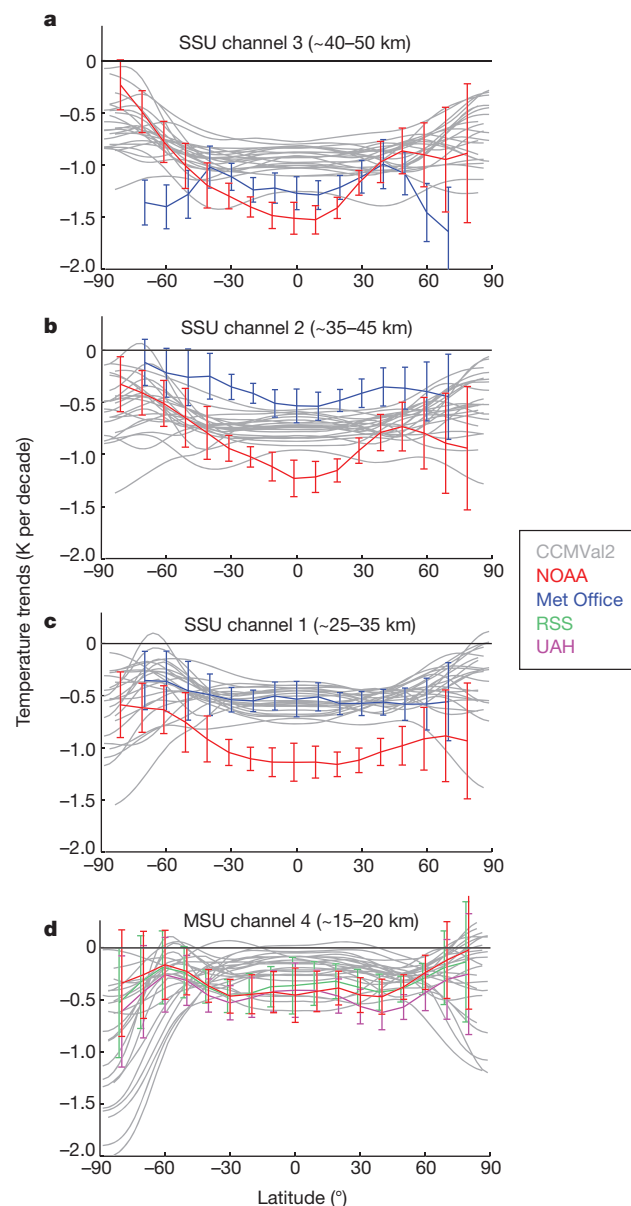 a
SSU channel 3 (~40–50 km)
0
−0.5
−1.0
−1.5
−2.0
−90 −60 −30 0 30 60 90
b
SSU channel 2 (~35–45 km)
0
−0.5
−1.0
−1.5
−2.0
−90 −60 −30 0 30 60 90
c
SSU channel 1 (~25–35 km)
0
−0.5
−1.0
−1.5
−2.0
−90 −60 −30 0 30 60 90
d
MSU channel 4 (~15–20 km)
0
−0.5
−1.0
−1.5
−2.0
−90 −60 −30 0 30 60 90
Latitude (°)
Temperature trends (K per decade)
CCMVal2
NOAA
Met Office
RSS
UAH